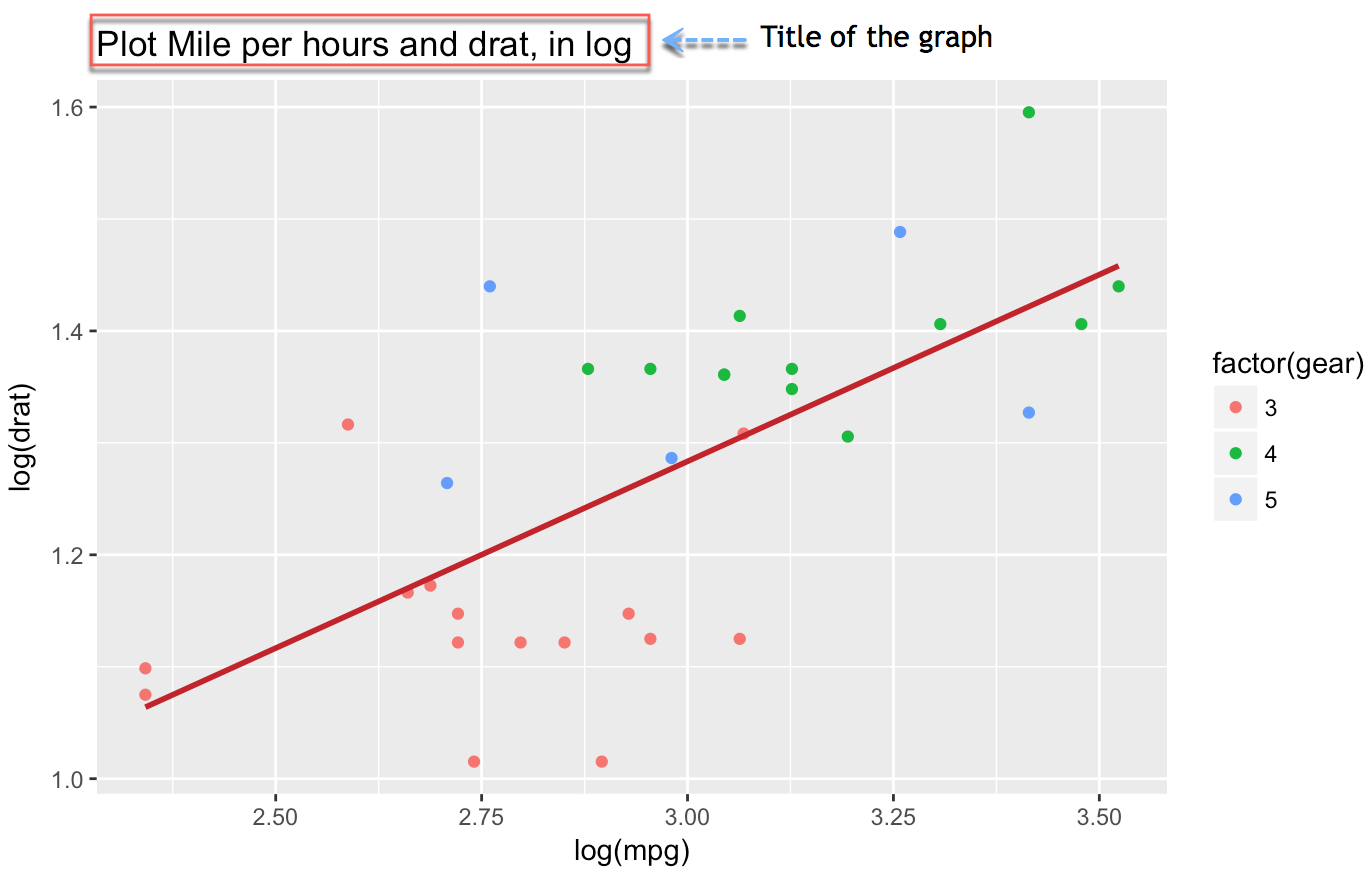 Plot Mile per hours and drat, in log
Title of the graph
1.6
1.4
1.2
1.0
log(drat)
2.50
2.75
3.00
3.25
3.50
log(mpg)
factor(gear)
3
4
5